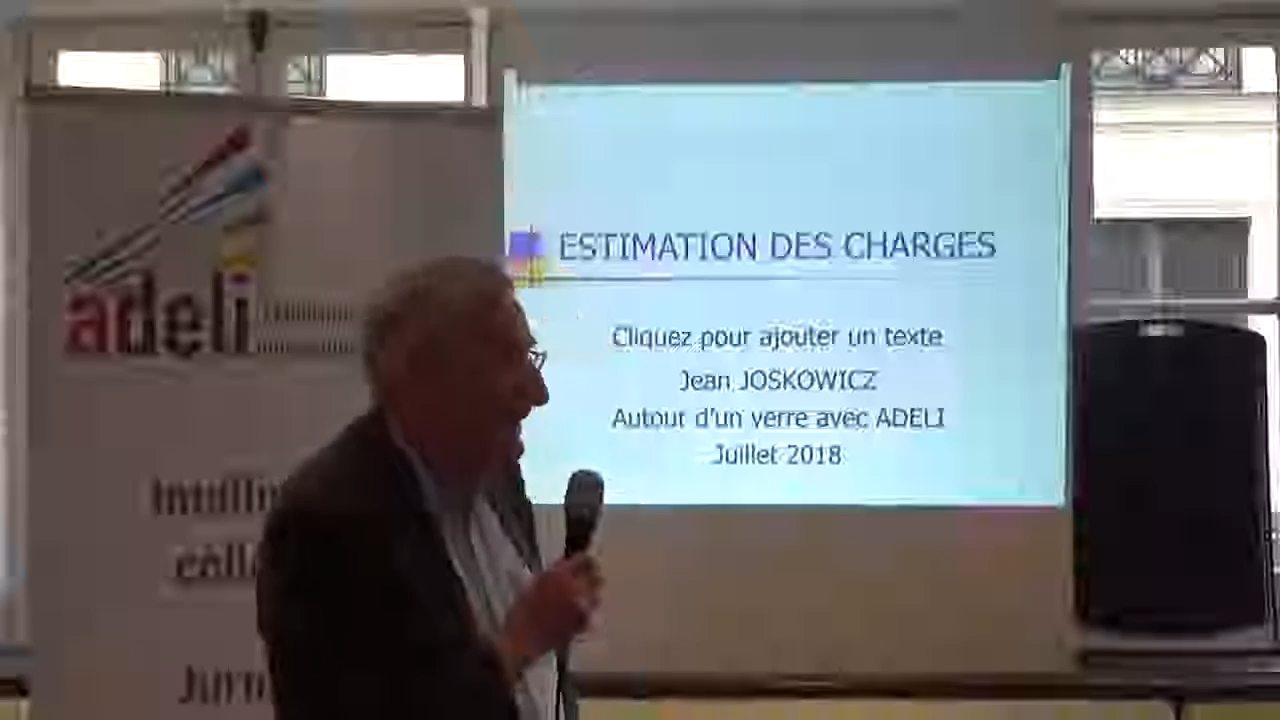 adeli
ESTIMATION DES CHARGES
Cliquez pour ajouter un texte
Jean JOSKOWICZ
Autour d'un verre avec ADELI
Juillet 2018